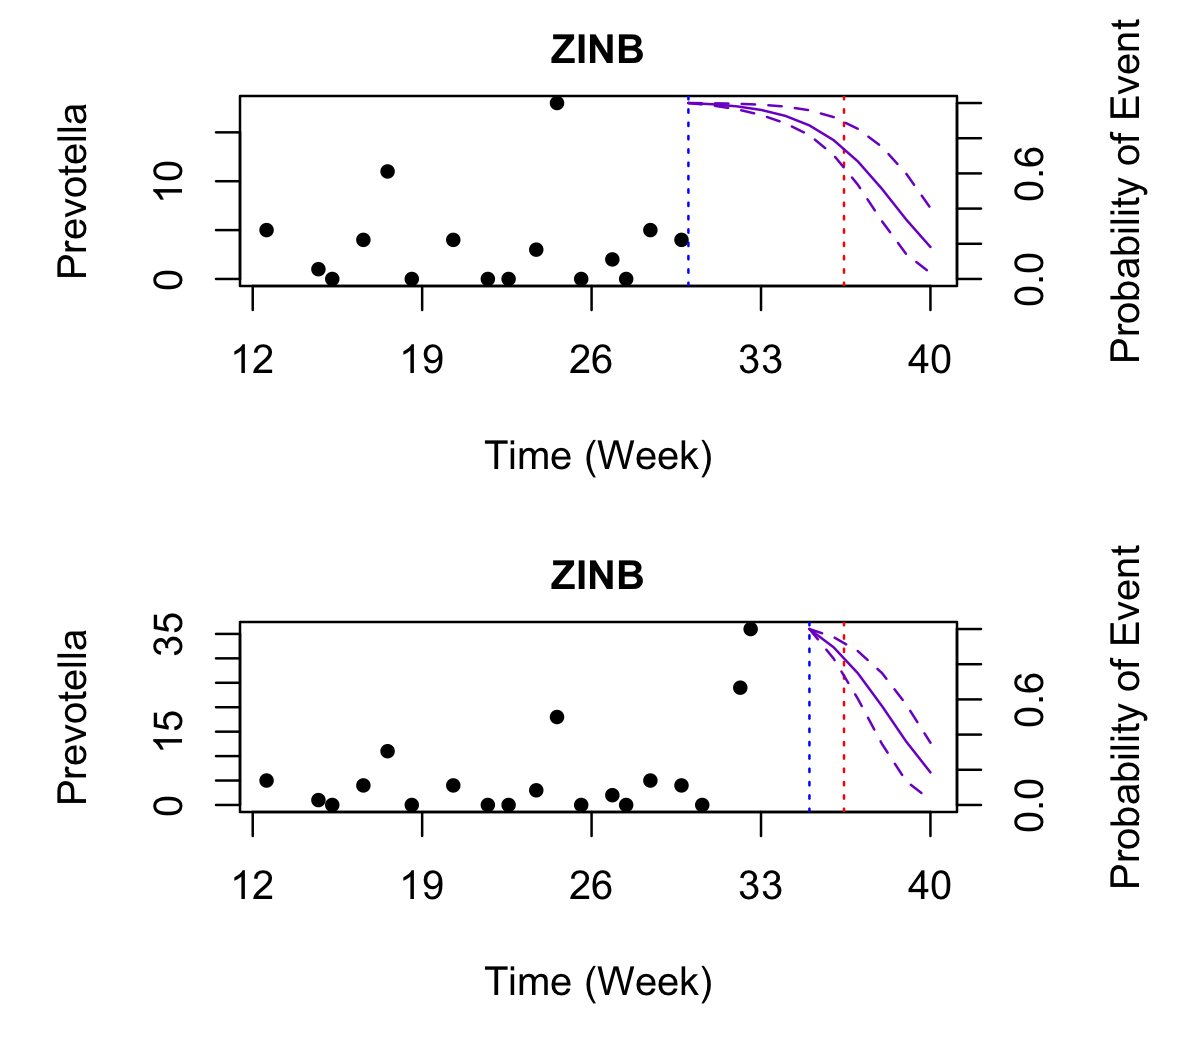 ZINB
Prevotella
0 10
0.0 0.6
Probability of Event
12 19 26 33 40
Time (Week)
ZINB
Prevotella
0 15 35
0.0 0.6
Probability of Event
12 19 26 33 40
Time (Week)